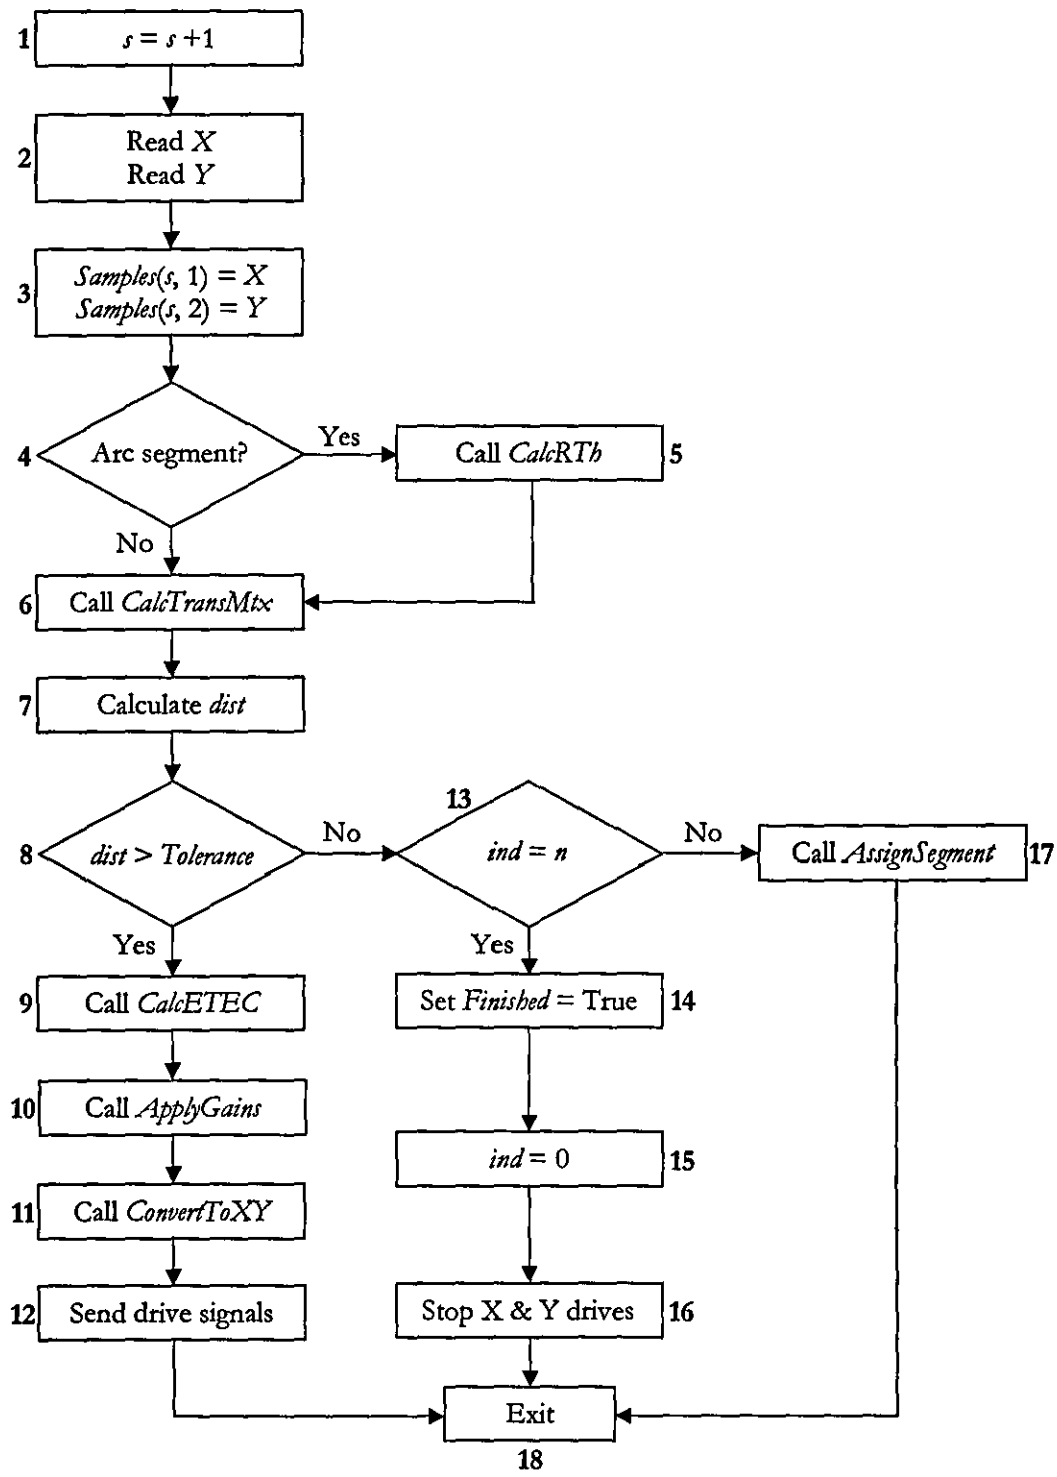 1
s = s +1
2
Read X
Read Y
3
Samples(s, 1) = X
Samples(s, 2) = Y
4
Arc segment?
Yes
Call CalcRTh
5
No
6
Call CalcTransMtx
7
Calculate dist
8
dist > Tolerance
No
13
ind = n
No
Call AssignSegment
17
Yes
Yes
9
Call CalcETEC
Set Finished = True
14
10
Call ApplyGains
ind = 0
15
11
Call ConvertToXY
12
Send drive signals
Stop X & Y drives
16
Exit
18